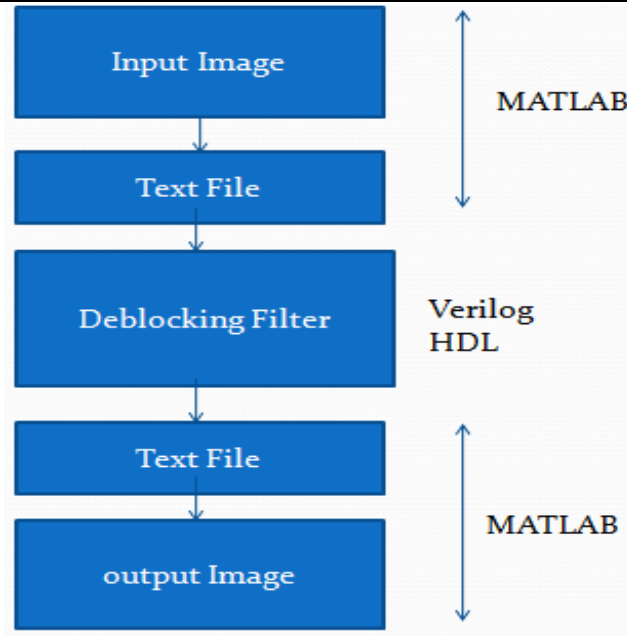 Input Image
MATLAB
Text File
Deblocking Filter
Verilog
HDL
Text File
MATLAB
output Image